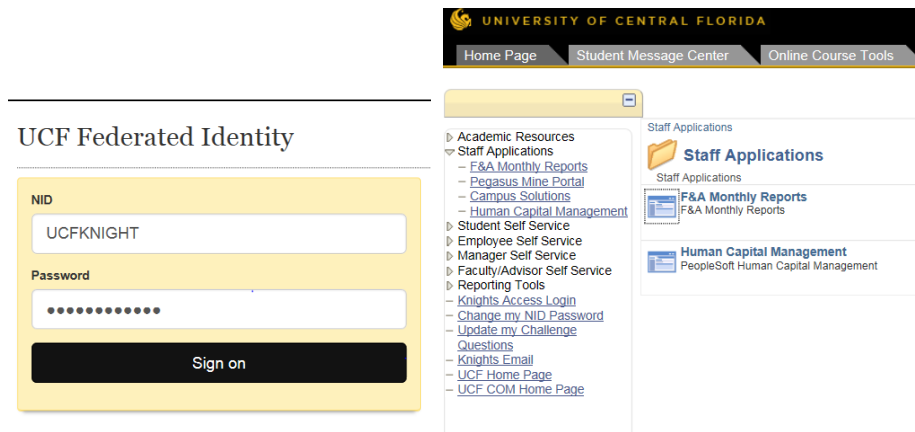 UCF Federated Identity
NID
UCFKNIGHT
Password
Sign on
UNIVERSITY OF CENTRAL FLORIDA
Home Page
Student Message Center
Online Course Tools
Academic Resources
Staff Applications
F&A Monthly Reports
Pegasus Mine Portal
Campus Solutions
Human Capital Management
Student Self Service
Employee Self Service
Manager Self Service
Faculty/Advisor Self Service
Reporting Tools
Knights Access Login
Change my NID Password
Update my Challenge
Questions
Knights Email
UCF Home Page
UCF COM Home Page
Staff Applications
Staff Applications
Staff Applications
F&A Monthly Reports
F&A Monthly Reports
Human Capital Management
PeopleSoft Human Capital Management